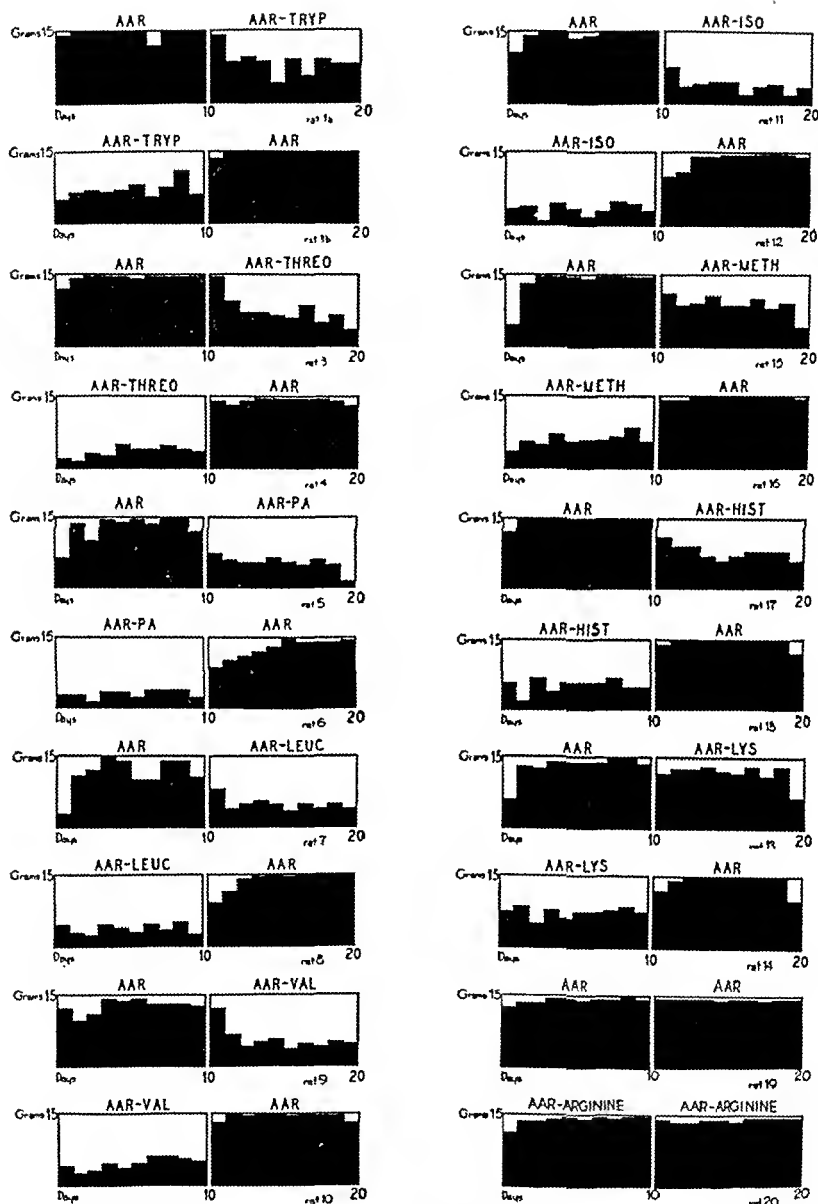 AAR AAR-TRYP
Grams 15
Days 10 rat 1a 20
AAR-TRYP AAR
Grams 15
Days 10 rat 1b 20
AAR AAR-THREO
Grams 15
Days 10 rat 3 20
AAR-THREO AAR
Grams 15
Days 10 rat 4 20
AAR AAR-PA
Grams 15
Days 10 rat 5 20
AAR-PA AAR
Grams 15
Days 10 rat 6 20
AAR AAR-LEUC
Grams 15
Days 10 rat 7 20
AAR-LEUC AAR
Grams 15
Days 10 rat 8 20
AAR AAR-VAL
Grams 15
Days 10 rat 9 20
AAR-VAL AAR
Grams 15
Days 10 rat 10 20
AAR AAR-ISO
Grams 15
Days 10 rat 11 20
AAR-ISO AAR
Grams 15
Days 10 rat 12 20
AAR AAR-METH
Grams 15
Days 10 rat 15 20
AAR-METH AAR
Grams 15
Days 10 rat 16 20
AAR AAR-HIST
Grams 15
Days 10 rat 17 20
AAR-HIST AAR
Grams 15
Days 10 rat 20
AAR AAR-LYS
Grams 15
Days 10 rat 13 20
AAR-LYS AAR
Grams 15
Days 10 rat 14 20
AAR AAR
Grams 15
Days 10 rat 19 20
AAR-ARGININE AAR-ARGININE
Grams 15
Days 10 rat 20 20